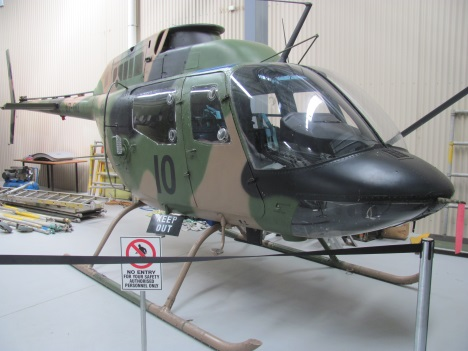 10
KEEP
OUT
NO ENTRY
FOR YOUR SAFETY
AUTHORISED
PERSONNEL ONLY